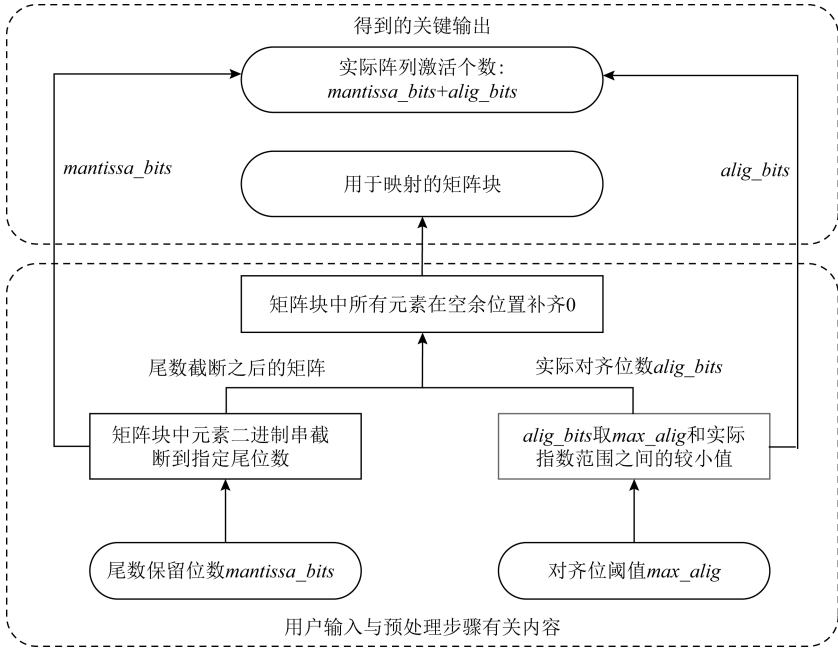 得到的关键输出
实际阵列激活个数:
mantissa_bits+alig_bits
mantissa_bits
alig_bits
用于映射的矩阵块
矩阵块中所有元素在空余位置补齐0
尾数截断之后的矩阵
实际对齐位数alig_bits
矩阵块中元素二进制串截
断到指定尾位数
alig_bits取max_alig和实际
指数范围之间的较小值
尾数保留位数mantissa_bits
对齐位阈值max_alig
用户输入与预处理步骤有关内容